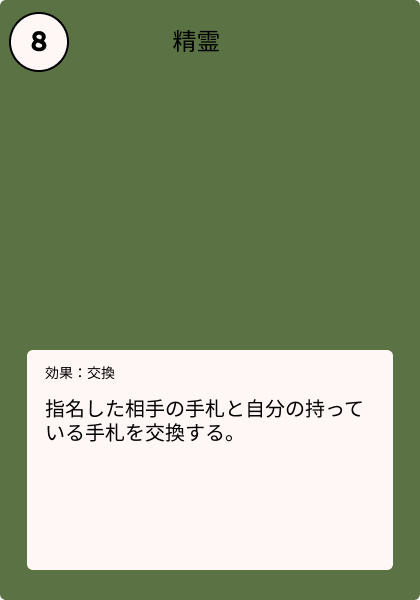 8
精霊
効果：交換
指名した相手の手札と自分の持って
いる手札を交換する。